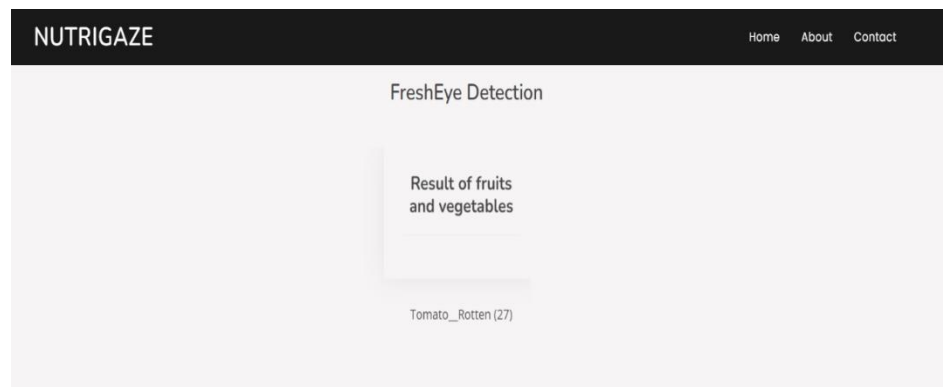 NUTRIGAZE
Home About Contact
FreshEye Detection
Result of fruits
and vegetables
Tomato__Rotten (27)